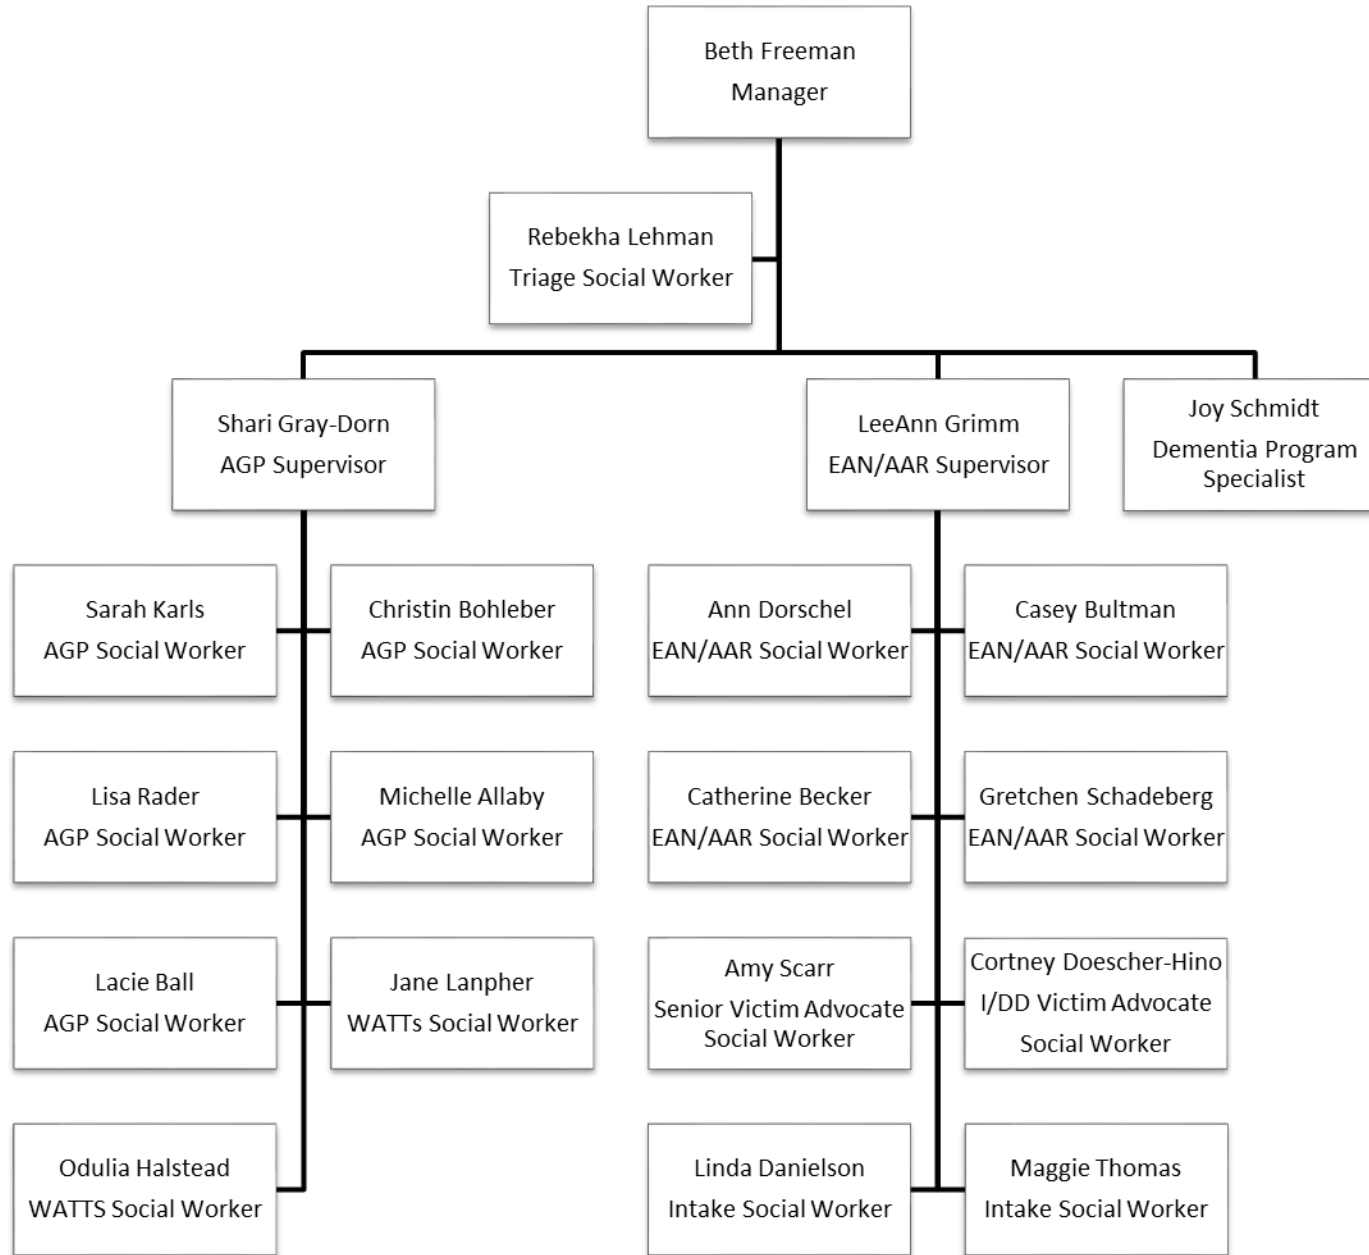 Beth Freeman
Manager
Rebekha Lehman
Triage Social Worker
Shari Gray-Dorn
AGP Supervisor
LeeAnn Grimm
EAN/AAR Supervisor
Joy Schmidt
Dementia Program
Specialist
Sarah Karls
AGP Social Worker
Christin Bohleber
AGP Social Worker
Ann Dorschel
EAN/AAR Social Worker
Casey Bultman
EAN/AAR Social Worker
Lisa Rader
AGP Social Worker
Michelle Allaby
AGP Social Worker
Catherine Becker
EAN/AAR Social Worker
Gretchen Schadeberg
EAN/AAR Social Worker
Lacie Ball
AGP Social Worker
Jane Lanpher
WATTs Social Worker
Amy Scarr
Senior Victim Advocate
Social Worker
Cortney Doescher-Hino
I/DD Victim Advocate
Social Worker
Odulia Halstead
WATTS Social Worker
Linda Danielson
Intake Social Worker
Maggie Thomas
Intake Social Worker